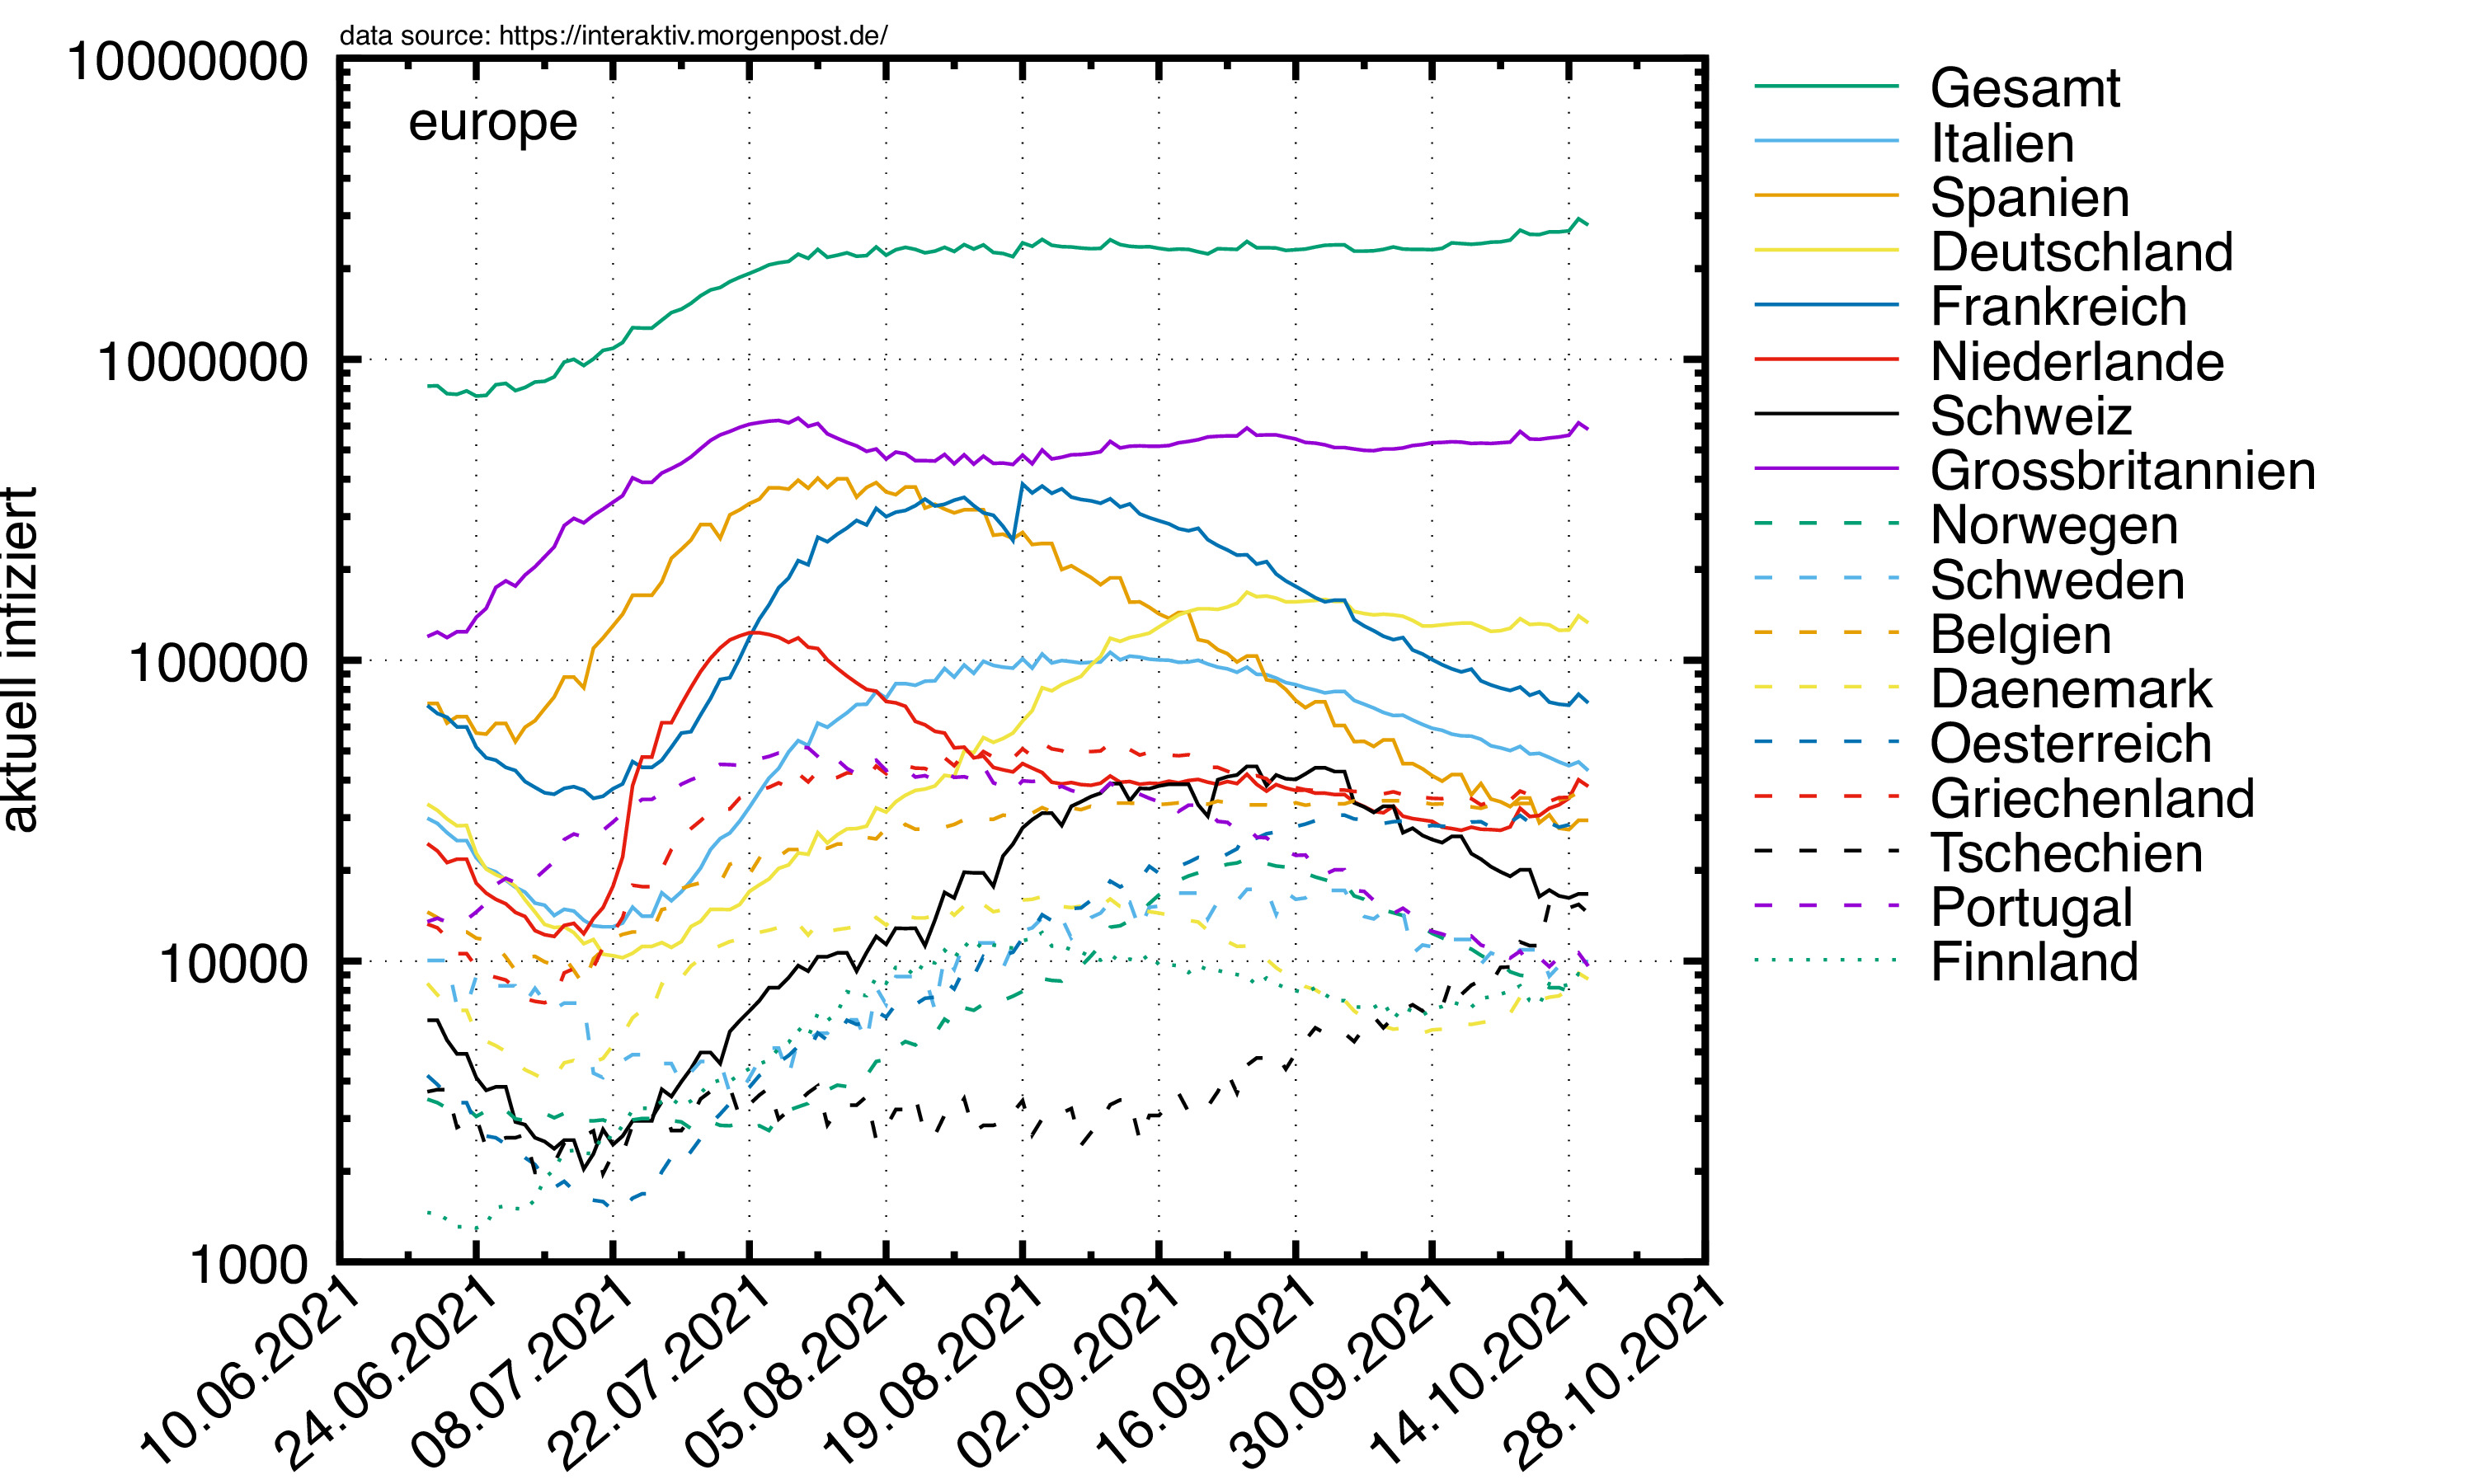 data source: https://interaktiv.morgenpost.de/
10000000
europe
1000000
100000
10000
1000
aktuell infiziert
10.06.2021
24.06.2021
08.07.2021
22.07.2021
05.08.2021
19.08.2021
02.09.2021
16.09.2021
30.09.2021
14.10.2021
28.10.2021
Gesamt
Italien
Spanien
Deutschland
Frankreich
Niederlande
Schweiz
Grossbritannien
Norwegen
Schweden
Belgien
Daenemark
Oesterreich
Griechenland
Tschechien
Portugal
Finnland